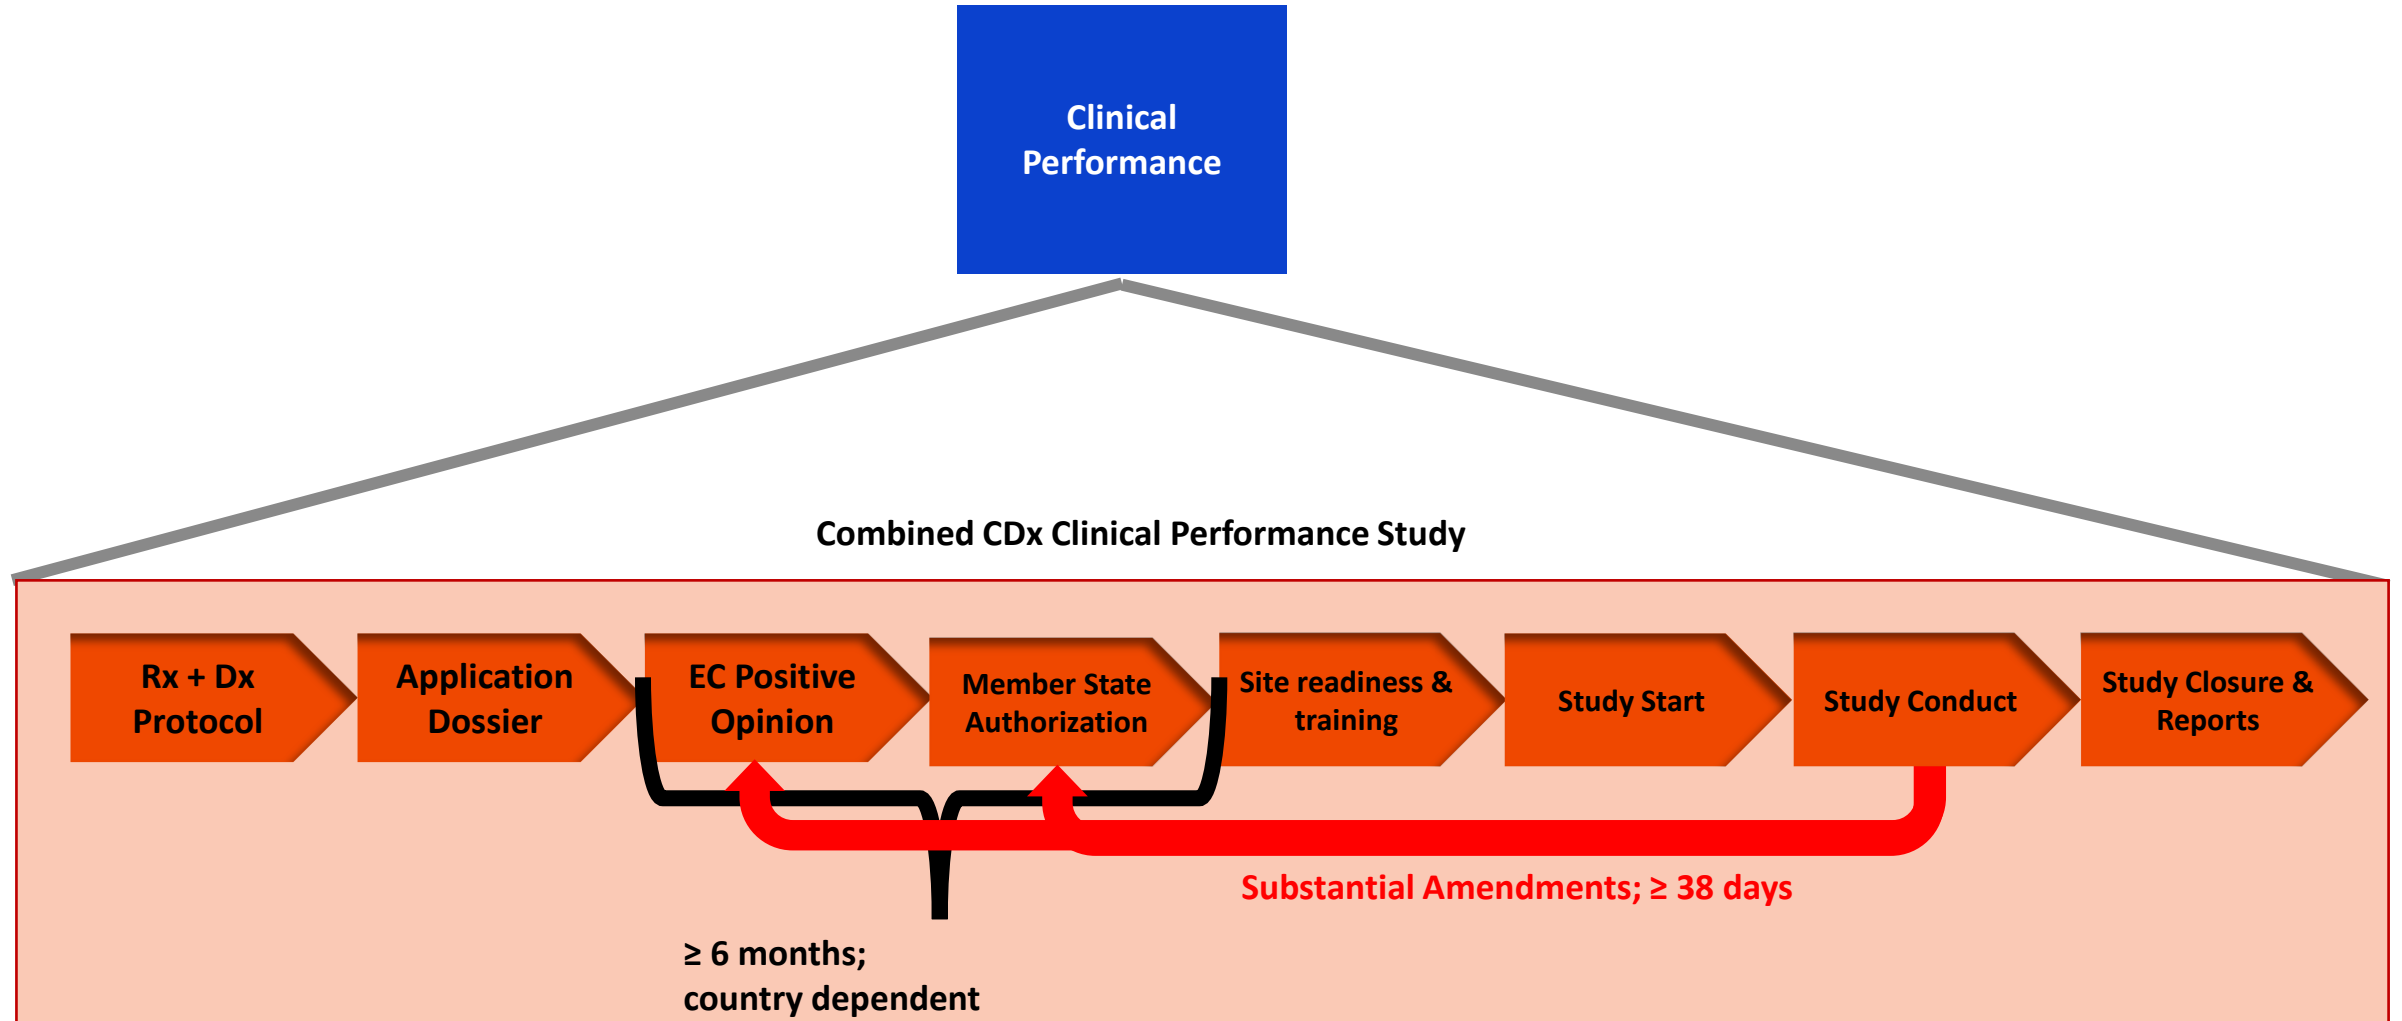 Clinical
Performance
Combined CDx Clinical Performance Study
Rx + Dx
Protocol
Application
Dossier
EC Positive
Opinion
Member State
Authorization
Site readiness &
training
Study Start
Study Conduct
Study Closure &
Reports
Substantial Amendments; ≥ 38 days
≥ 6 months;
country dependent